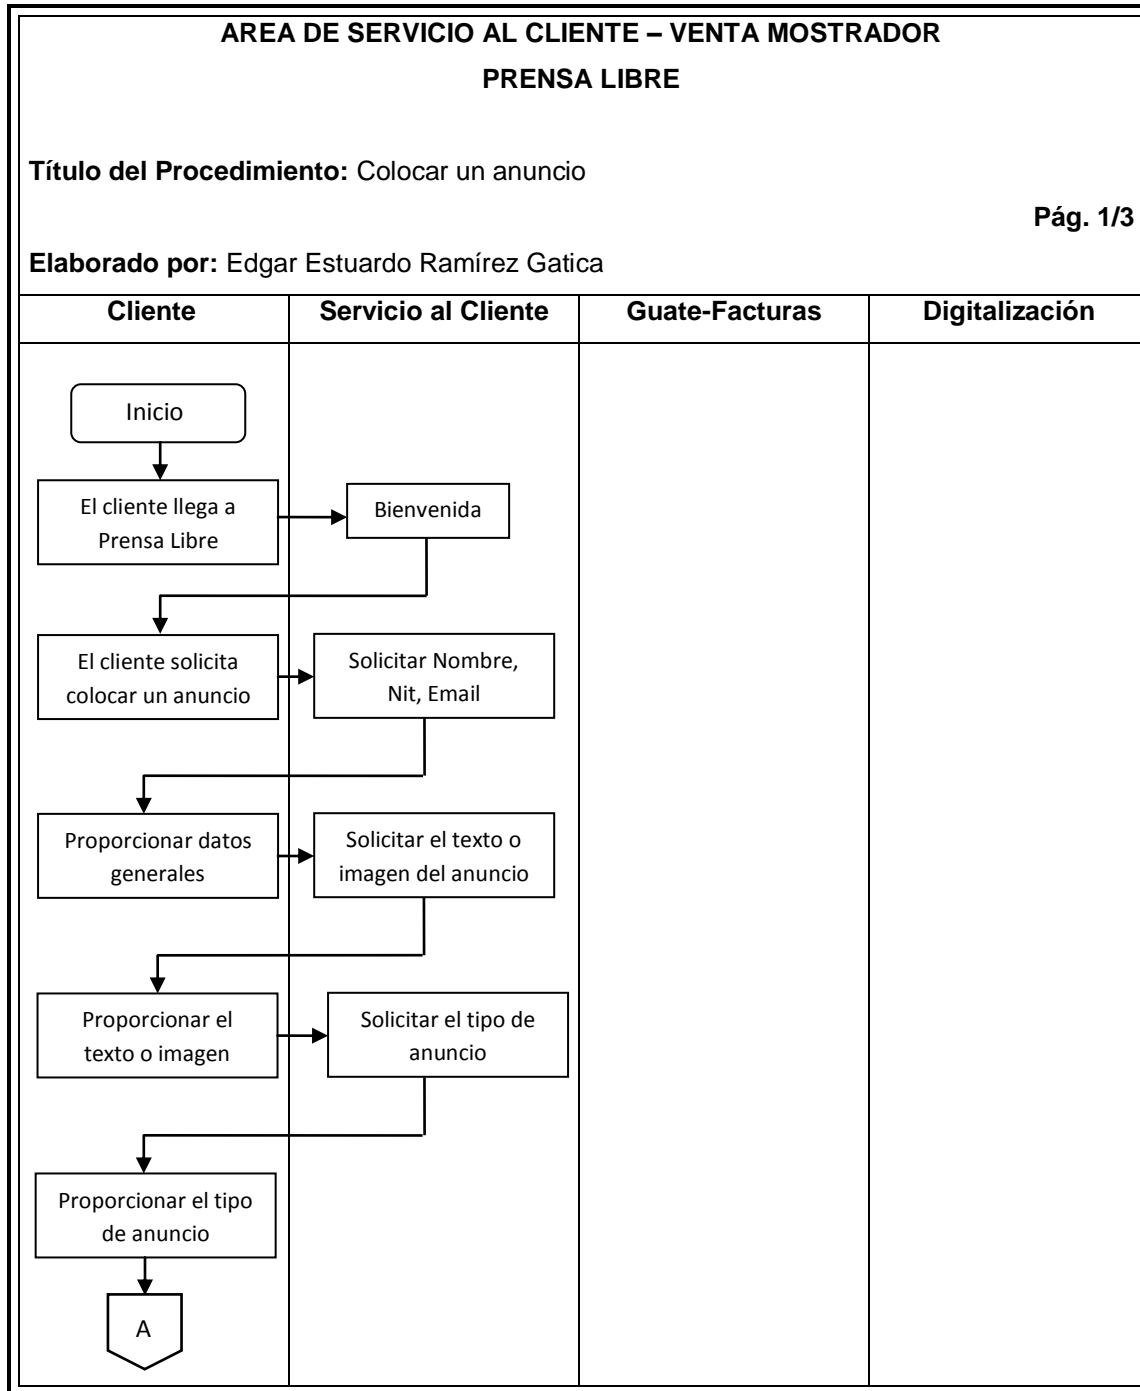 AREA DE SERVICIO AL CLIENTE – VENTA MOSTRADOR
PRENSA LIBRE
Título del Procedimiento: Colocar un anuncio
Pág. 1/3
Elaborado por: Edgar Estuardo Ramírez Gatica
Cliente
Servicio al Cliente
Guate-Facturas
Digitalización
Inicio
El cliente llega a
Prensa Libre
Bienvenida
El cliente solicita
colocar un anuncio
Solicitar Nombre,
Nit, Email
Proporcionar datos
generales
Solicitar el texto o
imagen del anuncio
Proporcionar el
texto o imagen
Solicitar el tipo de
anuncio
Proporcionar el tipo
de anuncio
A